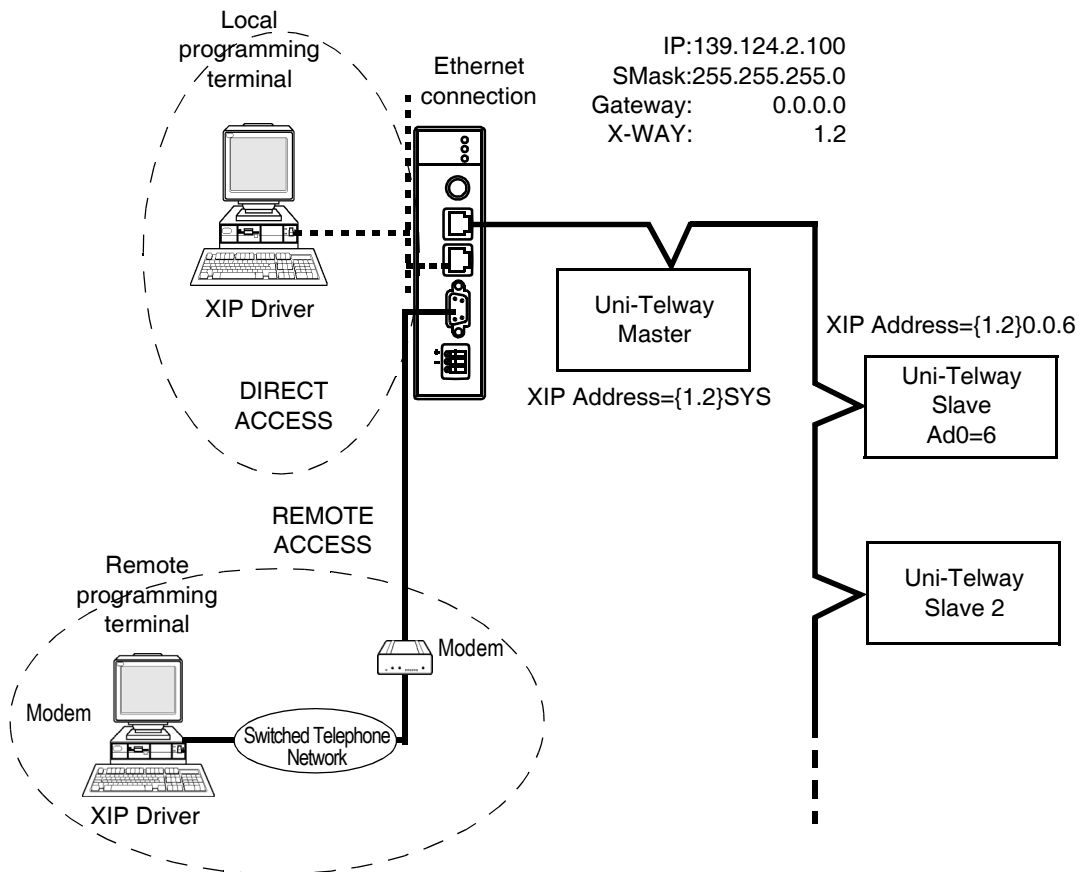 Local
programming
terminal
Ethernet
connection
IP:139.124.2.100
SMask:255.255.255.0
Gateway: 0.0.0.0
X-WAY: 1.2
XIP Driver
DIRECT
ACCESS
Uni-Telway
Master
XIP Address={1.2}SYS
XIP Address={1.2}0.0.6
Uni-Telway
Slave
Ad0=6
REMOTE
ACCESS
Uni-Telway
Slave 2
Remote
programming
terminal
Modem
Modem
Switched Telephone
Network
XIP Driver